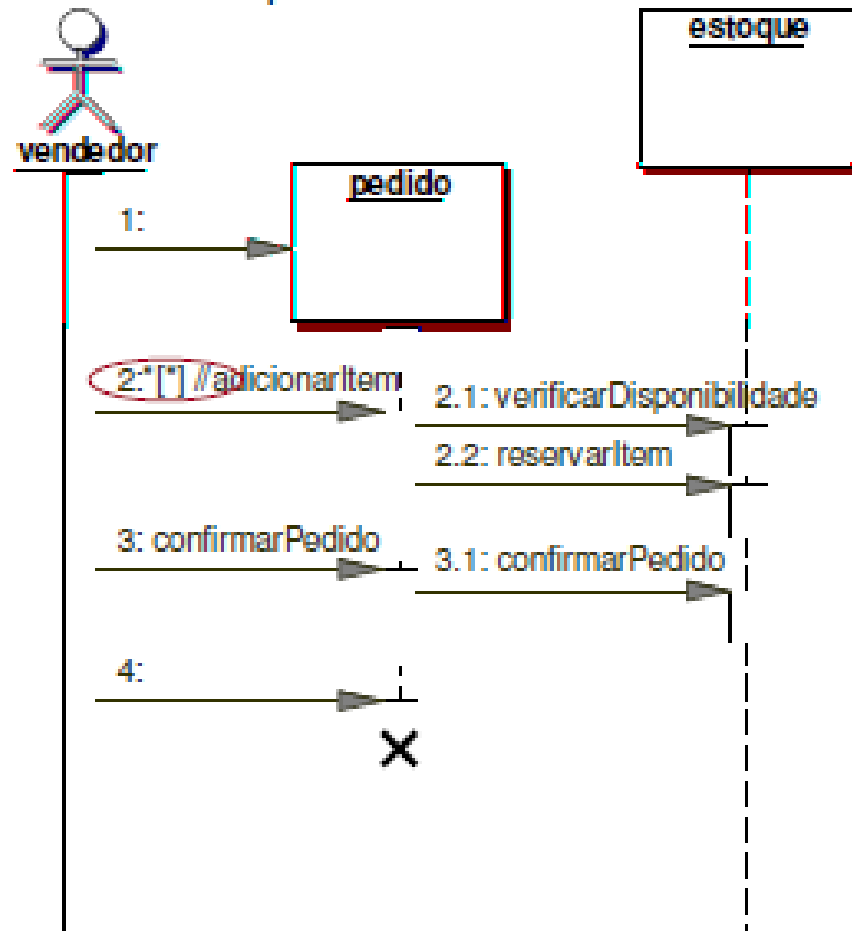 estoque
vendedor
pedido
1:
2:*[*] //adicionarItem
2.1: verificarDisponibilidade
2.2: reservarItem
3: confirmarPedido
3.1: confirmarPedido
4: